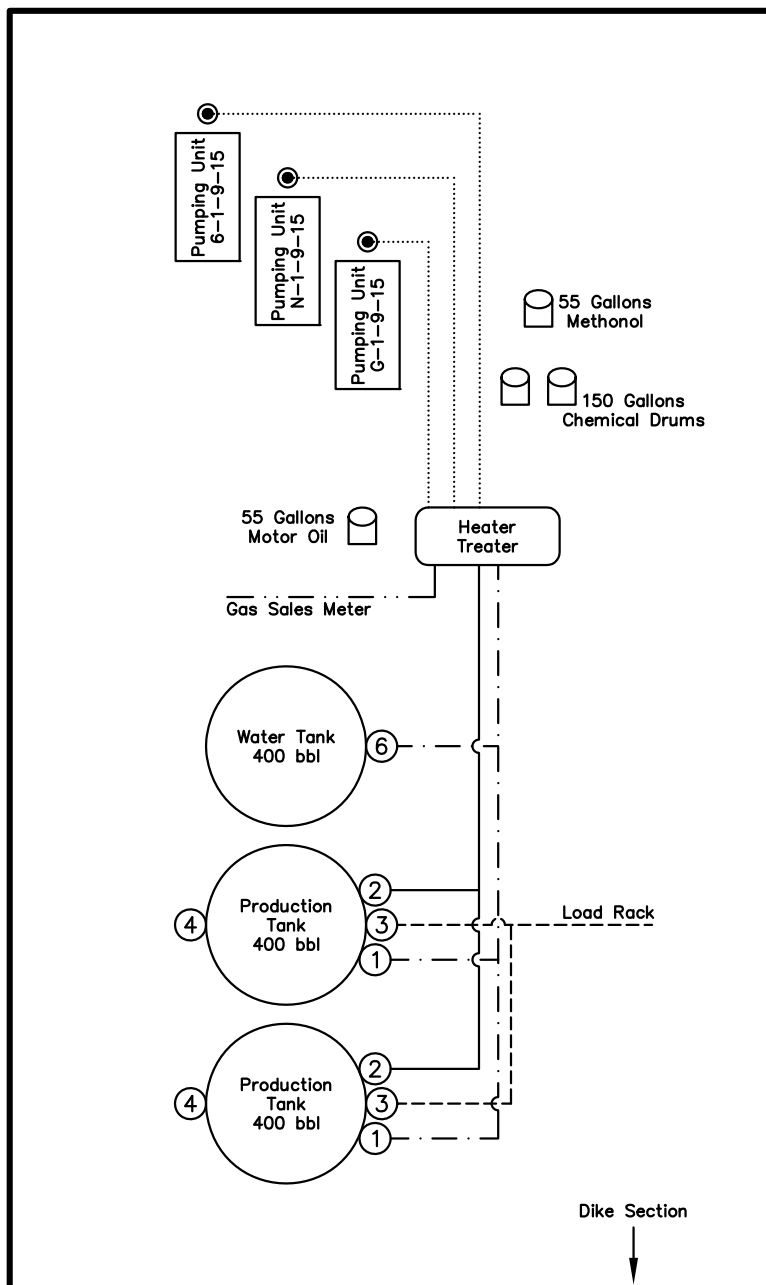 Pumping Unit
6-1-9-15
Pumping Unit
N-1-9-15
Pumping Unit
G-1-9-15
55 Gallons
Methonol
150 Gallons
Chemical Drums
55 Gallons
Motor Oil
Heater
Treater
Gas Sales Meter
Water Tank
400 bbl
6
Production
Tank
400 bbl
4
2
3
1
Load Rack
Production
Tank
400 bbl
4
2
3
1
Dike Section